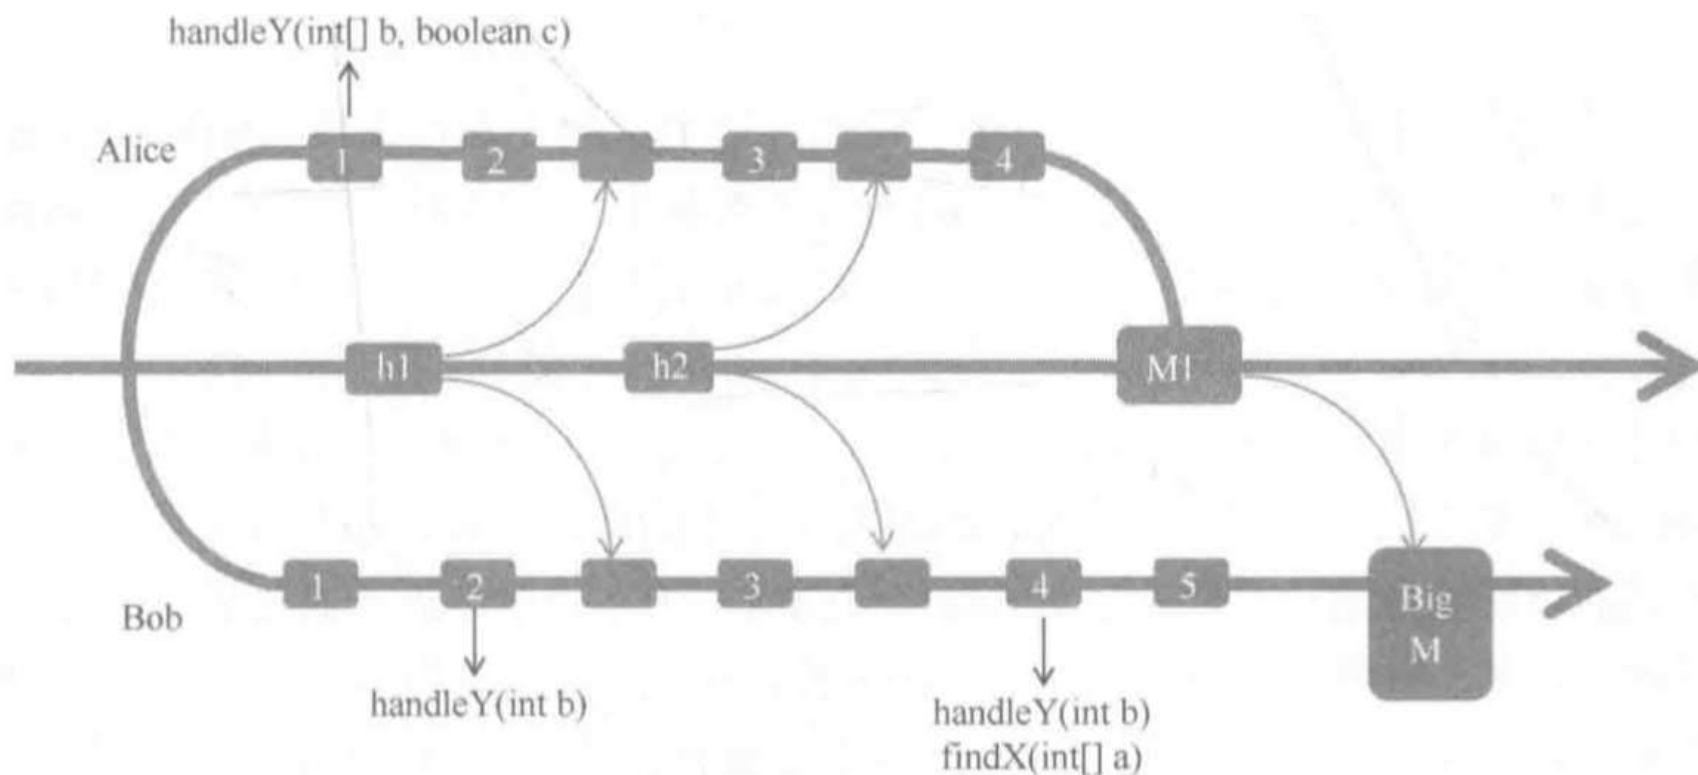 handleY(int[] b, boolean c)
Alice
1
2
3
4
h1
h2
M1
Bob
1
2
3
4
5
Big
M
handleY(int b)
handleY(int b)
findX(int[] a)